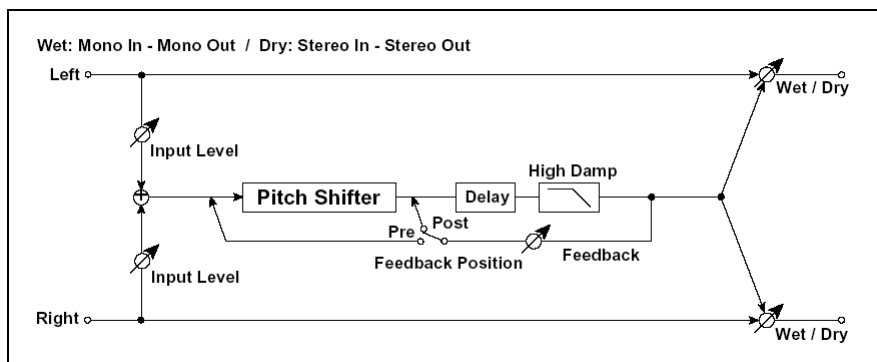 Wet: Mono In - Mono Out / Dry: Stereo In - Stereo Out
Left
Wet / Dry
Input Level
High Damp
Pitch Shifter
Delay
Post
Pre
Feedback Position
Feedback
Input Level
Right
Wet / Dry